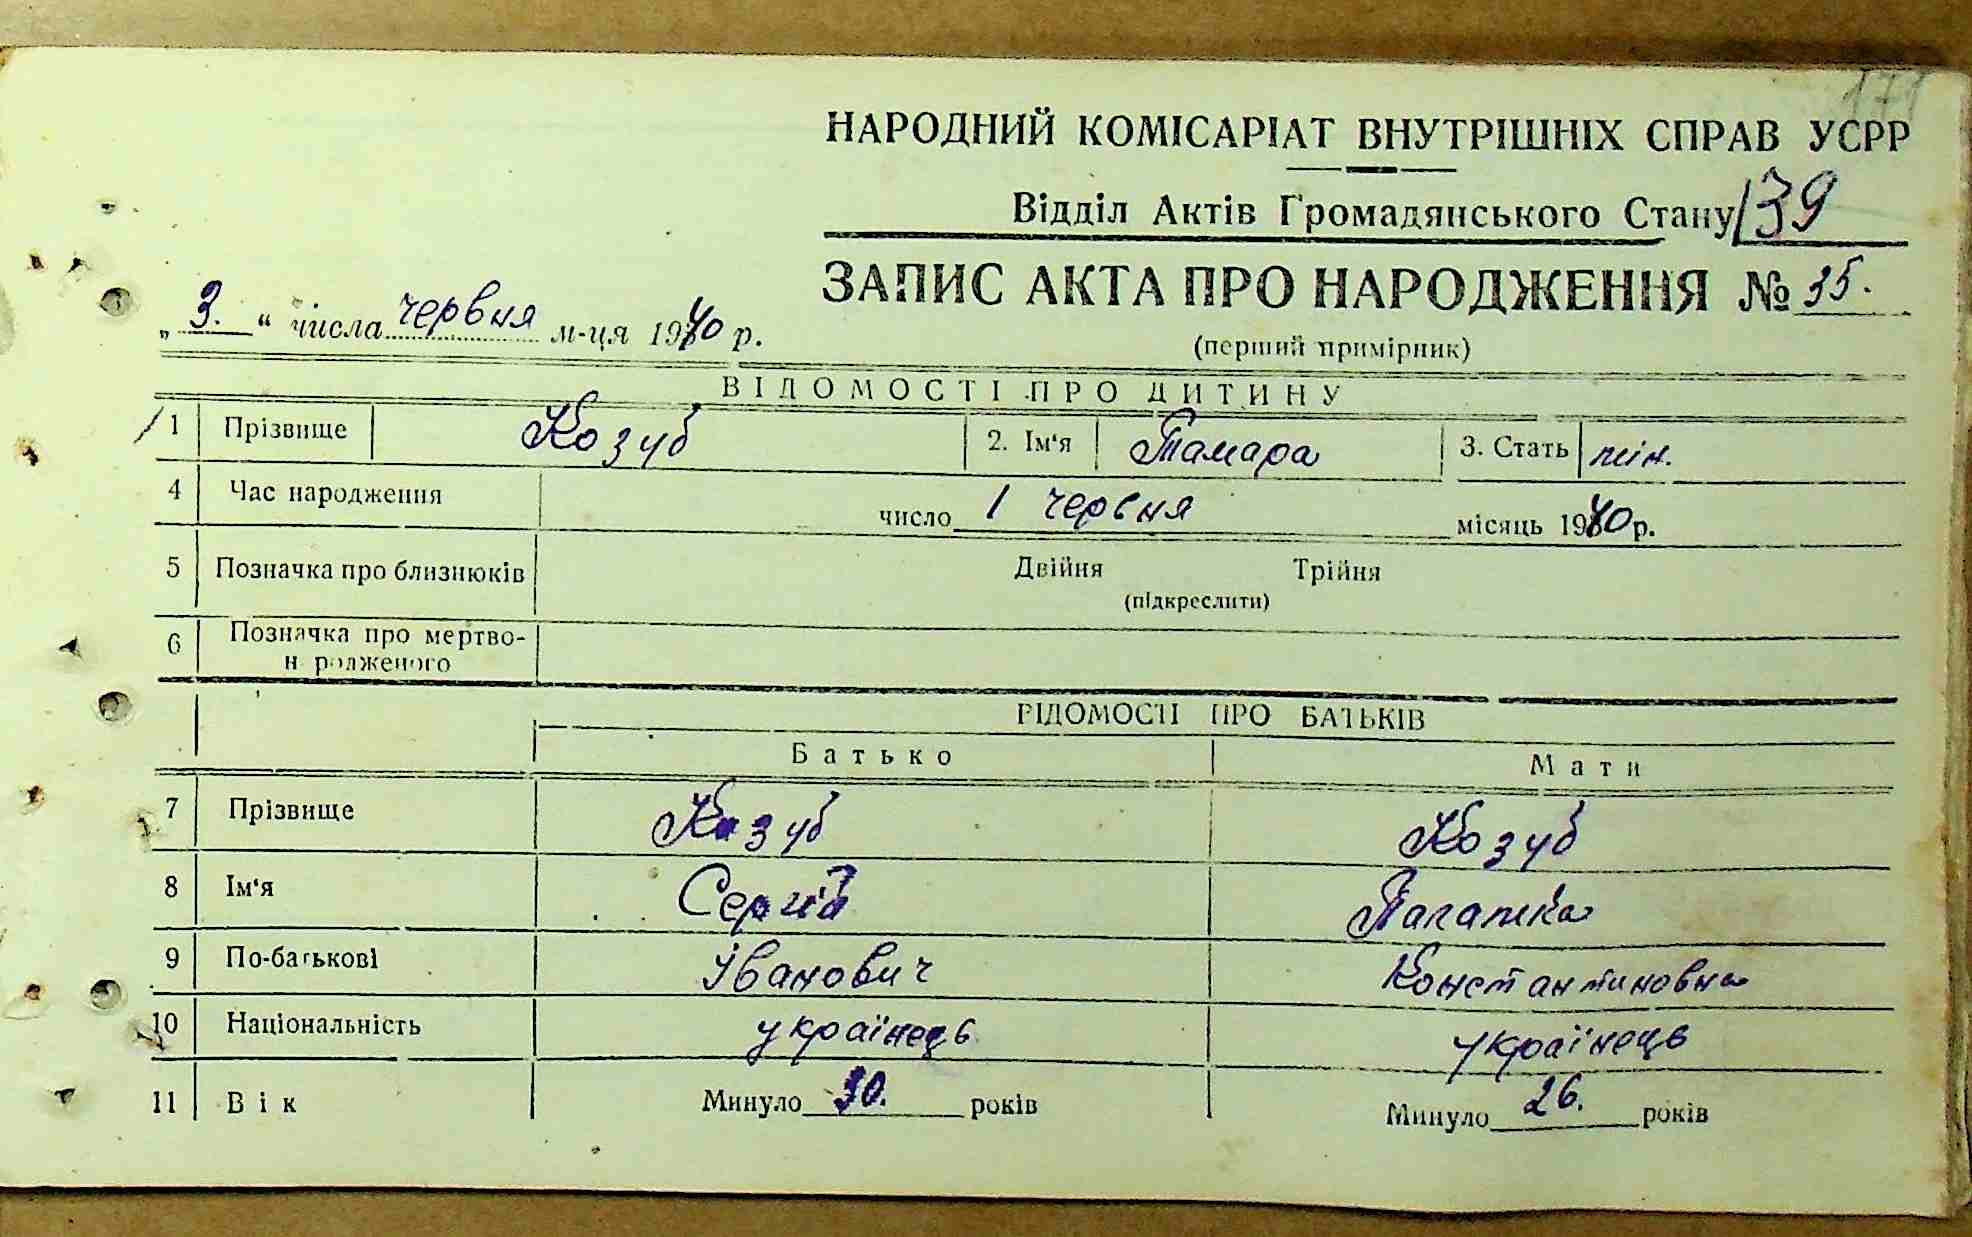 171
НАРОДНИЙ КОМІСАРІАТ ВНУТРІШНІХ СПРАВ УСРР
Відділ Актів Громадянського Стану 139
ЗАПИС АКТА ПРО НАРОДЖЕННЯ № 35.
„ 3. “ числа червня м-ця 1940 р.
(перший примірник)
ВІДОМОСТІ ПРО ДИТИНУ
1 Прізвище Козуб 2. Ім'я Тамара 3. Стать жін.
4 Час народження число 1 червня місяць 1940 р.
5 Позначка про близнюків Двійня Трійня
(підкреслити)
6 Позначка про мертво-
н родженого
ВІДОМОСТІ ПРО БАТЬКІВ
Батько Мати
7 Прізвище Козуб Козуб
8 Ім'я Сергій Палажка
9 По-батькові Іванович Константиновна
10 Національність українець українець
11 Вік Минуло 30. років Минуло 26. років